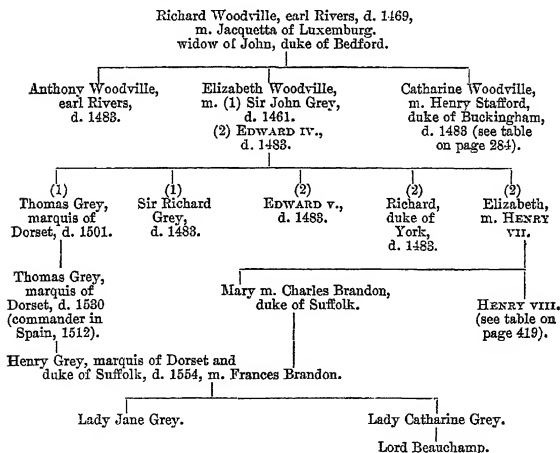 Richard Woodville, earl Rivers, d. 1469,
m. Jacquetta of Luxemburg.
widow of John, duke of Bedford.
Anthony Woodville,
earl Rivers,
d. 1483.
Elizabeth Woodville,
m. (1) Sir John Grey,
d. 1461.
(2) EDWARD IV.,
d. 1483.
Catharine Woodville,
m. Henry Stafford,
duke of Buckingham,
d. 1483 (see table
on page 284).
(1)
Thomas Grey,
marquis of
Dorset, d. 1501.
(1)
Sir Richard
Grey,
d. 1483.
(2)
EDWARD V.,
d. 1483.
(2)
Richard,
duke of
York,
d. 1483.
(2)
Elizabeth,
m. HENRY
VII.
Thomas Grey,
marquis of
Dorset, d. 1530
(commander in
Spain, 1512).
Mary m. Charles Brandon,
duke of Suffolk.
HENRY VIII.
(see table on
page 419).
Henry Grey, marquis of Dorset and
duke of Suffolk, d. 1554, m. Frances Brandon.
Lady Jane Grey.
Lady Catharine Grey.
Lord Beauchamp.